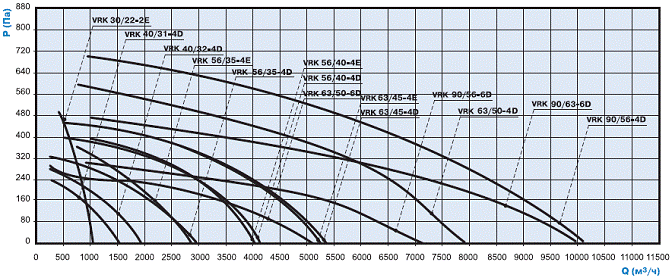 P (Па)
880
800
720
640
560
480
400
320
240
160
80
0
VRK 30/22-2E
VRK 40/31-4D
VRK 40/32-4D
VRK 56/35-4E
VRK 56/35-4D
VRK 56/40-4E
VRK 56/40-4D
VRK 63/50-6D
VRK 63/45-4E
VRK 63/45-4D
VRK 90/56-6D
VRK 63/50-4D
VRK 90/63-6D
VRK 90/56-4D
0 500 1000 1500 2000 2500 3000 3500 4000 4500 5000 5500 6000 6500 7000 7500 8000 8500 9000 9500 10000 10500 11000 11500
Q (м³/ч)